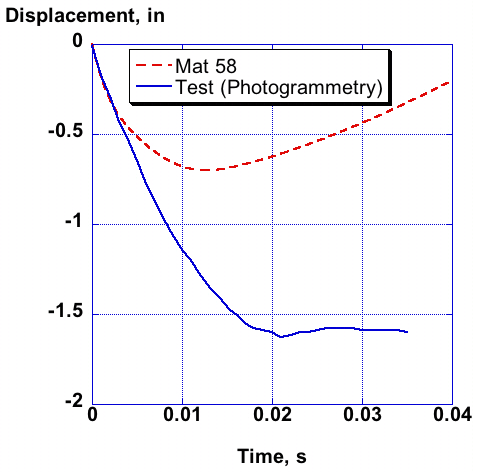 Displacement, in
0
Mat 58
Test (Photogrammetry)
-0.5
-1
-1.5
-2
0 0.01 0.02 0.03 0.04
Time, s